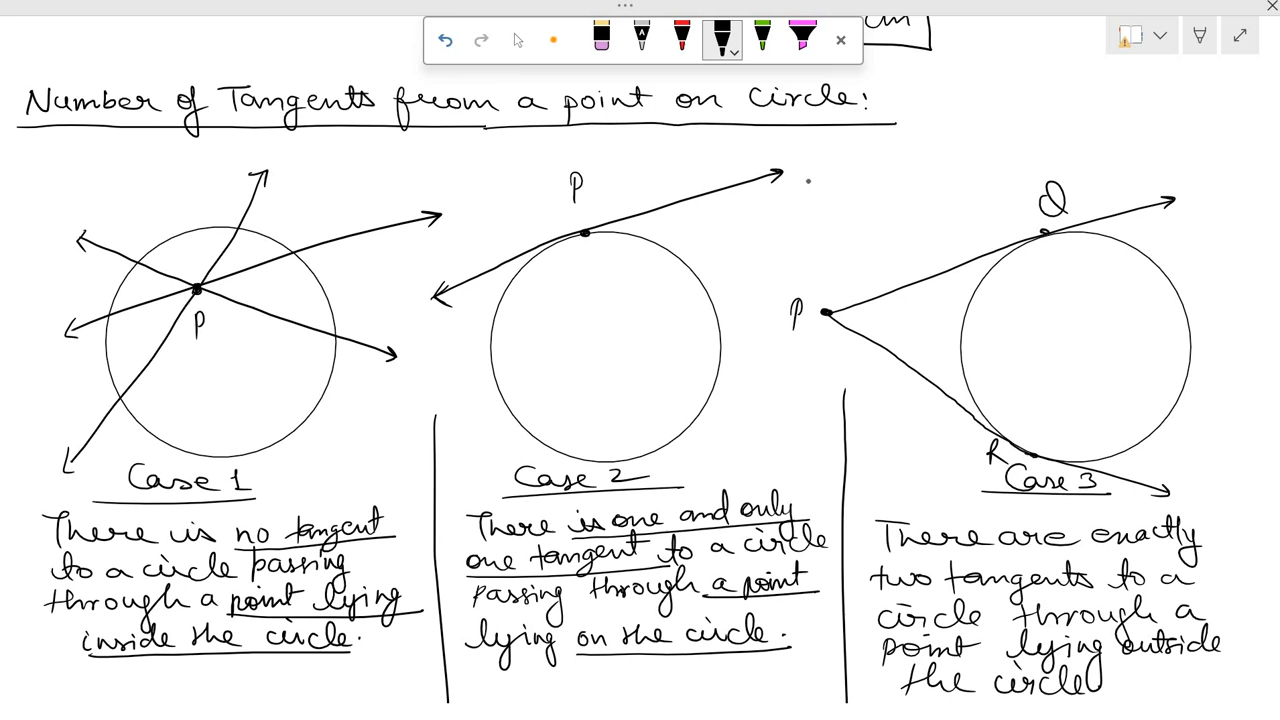 cm
Number of Tangents from a point on circle:
P
P
P
Q
R
Case 1
There is no tangent
to a circle passing
through a point lying
inside the circle.
Case 2
There is one and only
one tangent to a circle
passing through a point
lying on the circle.
Case 3
There are exactly
two tangents to a
circle through a
point lying outside
the circle